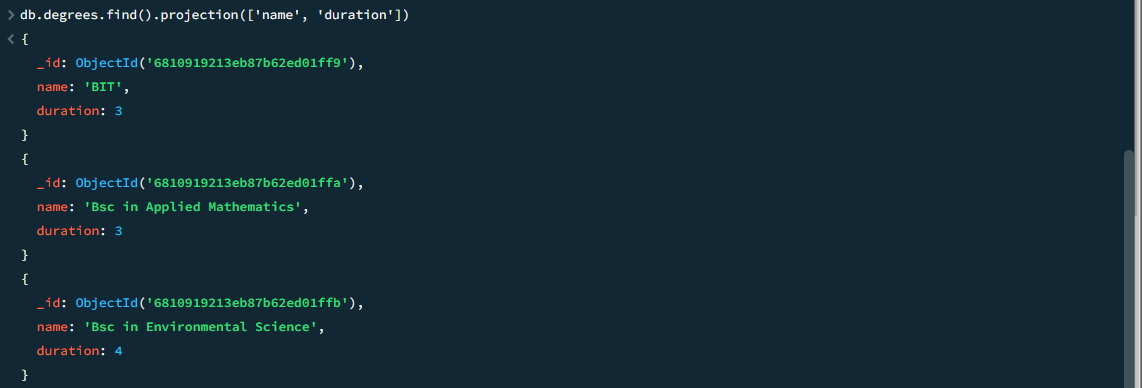 > db.degrees.find().projection(['name', 'duration'])
< {
_id: ObjectId('6810919213eb87b62ed01ff9'),
name: 'BIT',
duration: 3
}
{
_id: ObjectId('6810919213eb87b62ed01ffa'),
name: 'Bsc in Applied Mathematics',
duration: 3
}
{
_id: ObjectId('6810919213eb87b62ed01ffb'),
name: 'Bsc in Environmental Science',
duration: 4
}